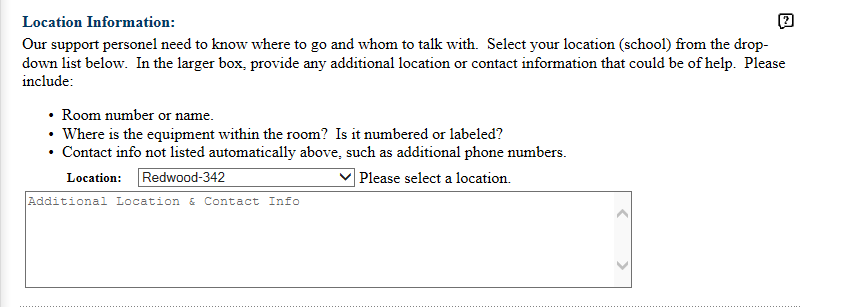 Location Information:
Our support personel need to know where to go and whom to talk with. Select your location (school) from the drop-
down list below. In the larger box, provide any additional location or contact information that could be of help. Please
include:
• Room number or name.
• Where is the equipment within the room? Is it numbered or labeled?
• Contact info not listed automatically above, such as additional phone numbers.
Location: Redwood-342 Please select a location.
Additional Location & Contact Info